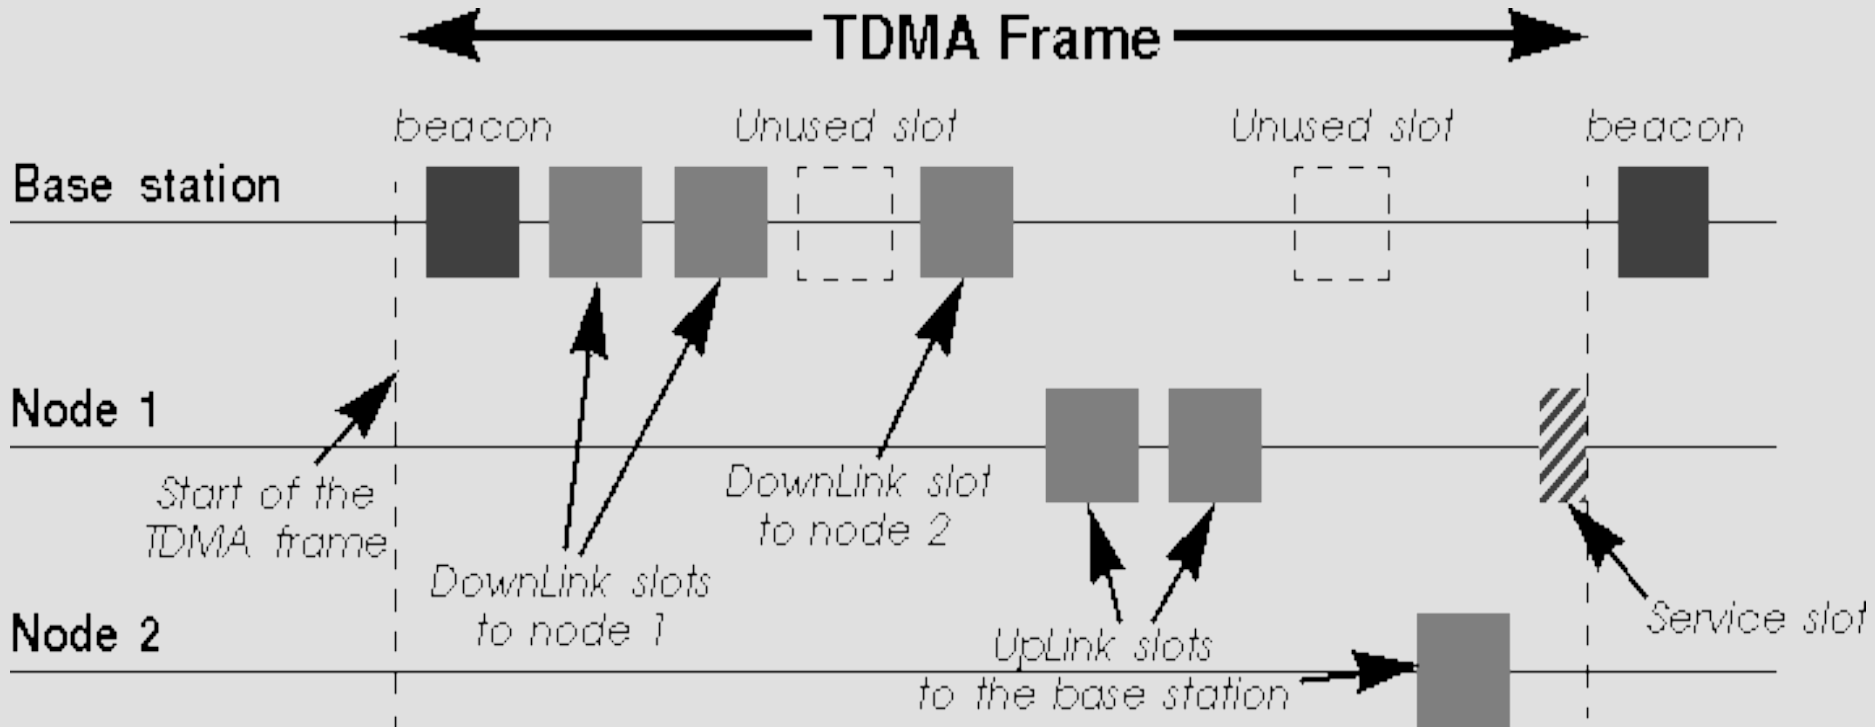 TDMA Frame
beacon
Unused slot
Unused slot
beacon
Base station
Node 1
Start of the
TDMA frame
DownLink slot
to node 2
DownLink slots
to node 1
Service slot
Node 2
UpLink slots
to the base station